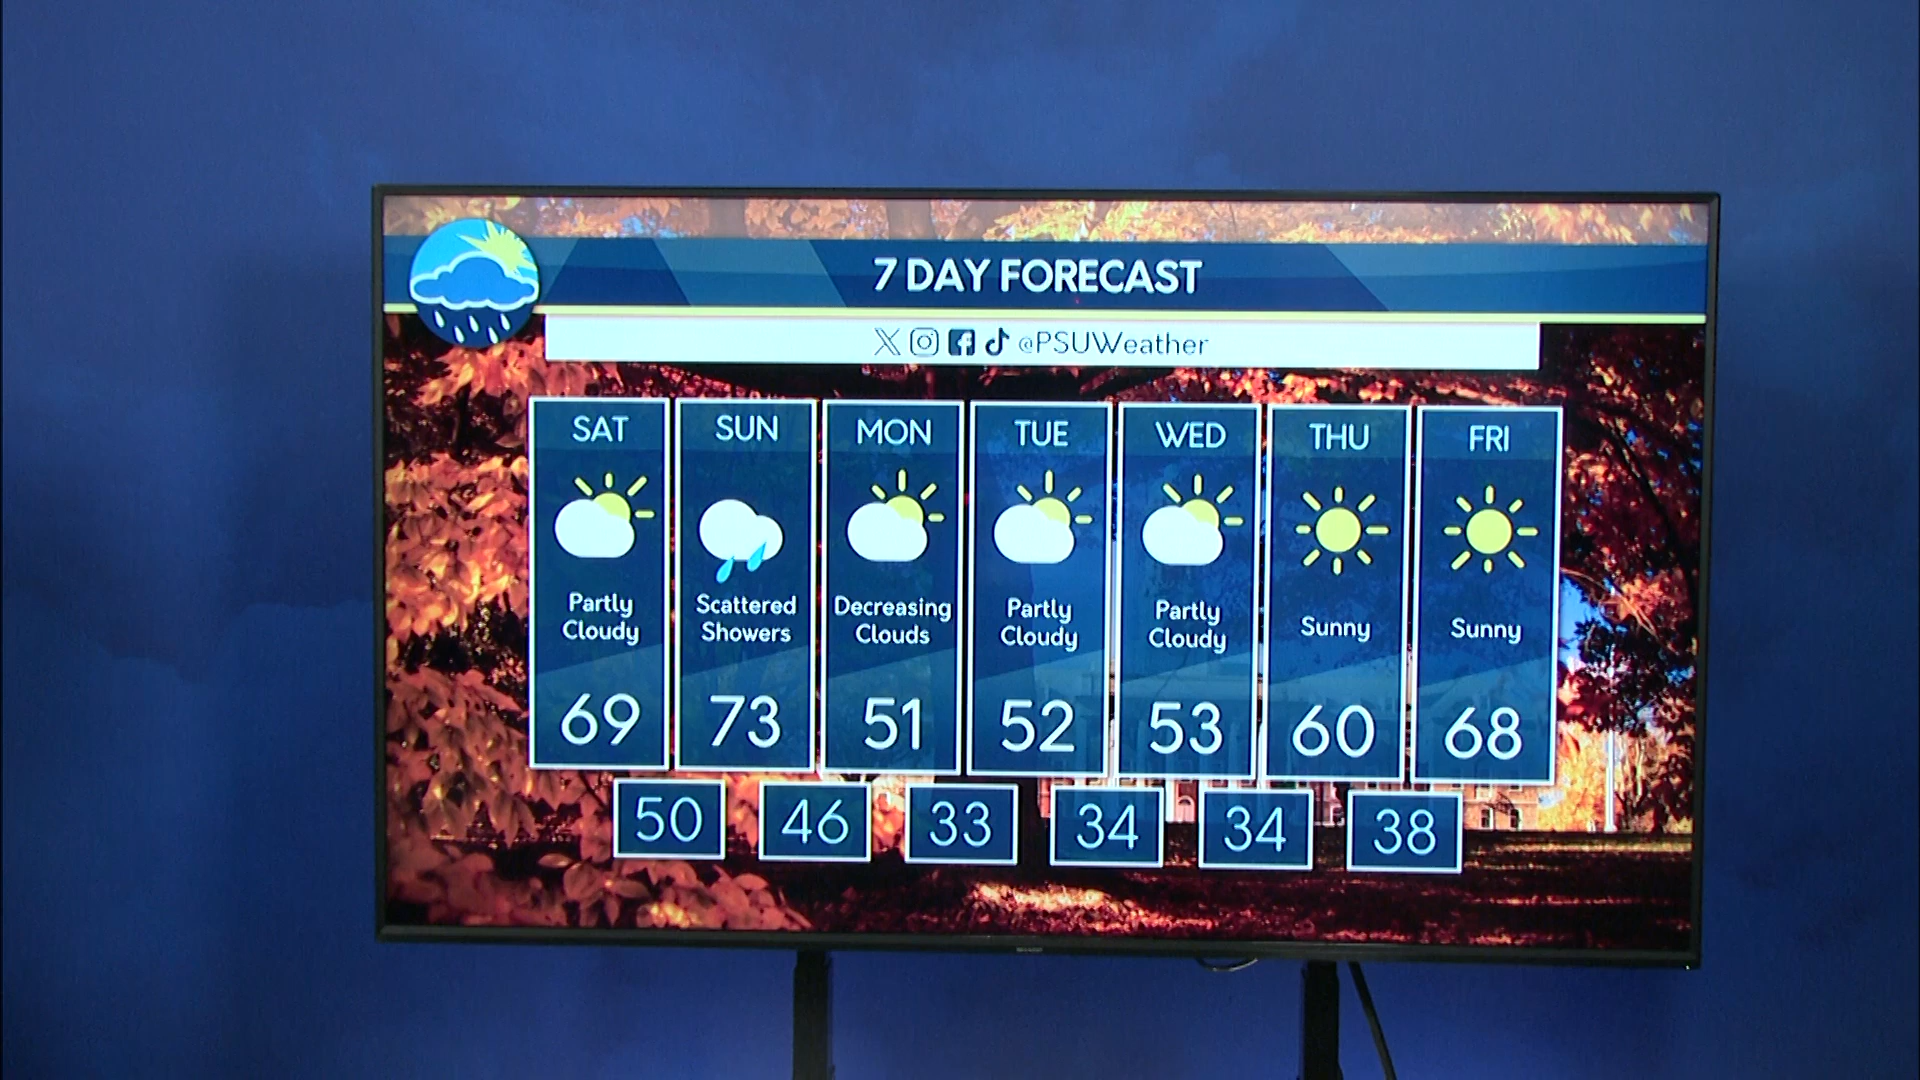 7 DAY FORECAST
@PSUWeather
SAT SUN MON TUE WED THU FRI
Partly Cloudy
Scattered Showers
Decreasing Clouds
Partly Cloudy
Partly Cloudy
Sunny
Sunny
69 73 51 52 53 60 68
50 46 33 34 34 38